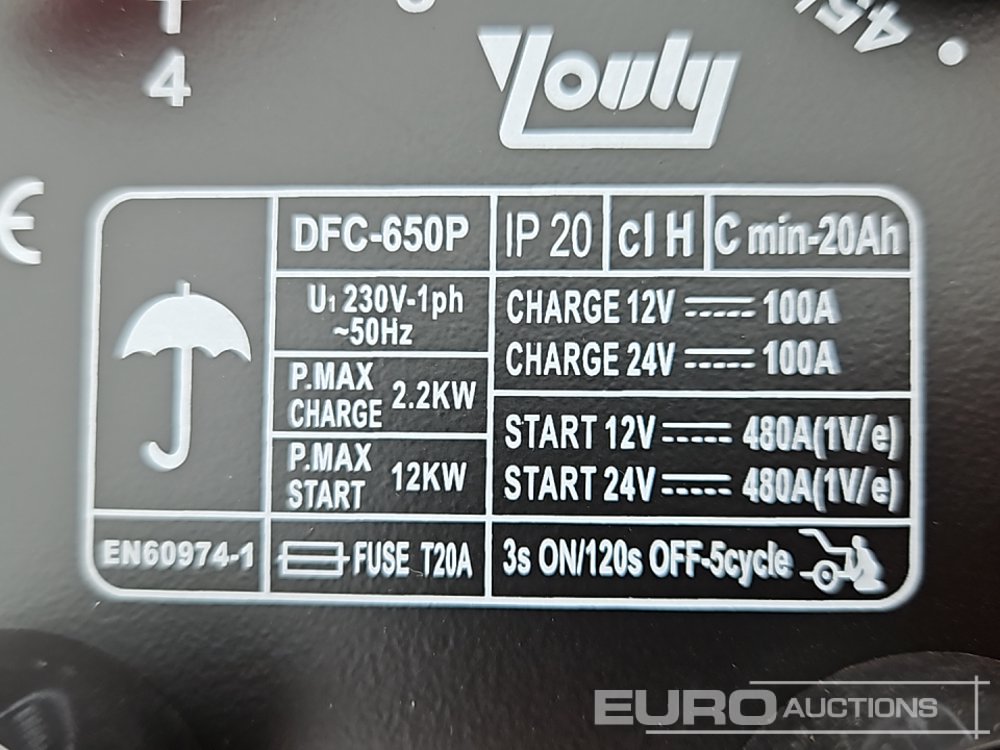 4
Youly
CE
DFC-650P
IP 20
cl H
C min-20Ah
U1 230V-1ph
~50Hz
CHARGE 12V 100A
CHARGE 24V 100A
P.MAX
CHARGE 2.2KW
START 12V 480A(1V/e)
START 24V 480A(1V/e)
P.MAX
START 12KW
EN60974-1
FUSE T20A
3s ON/120s OFF-5cycle
EURO AUCTIONS